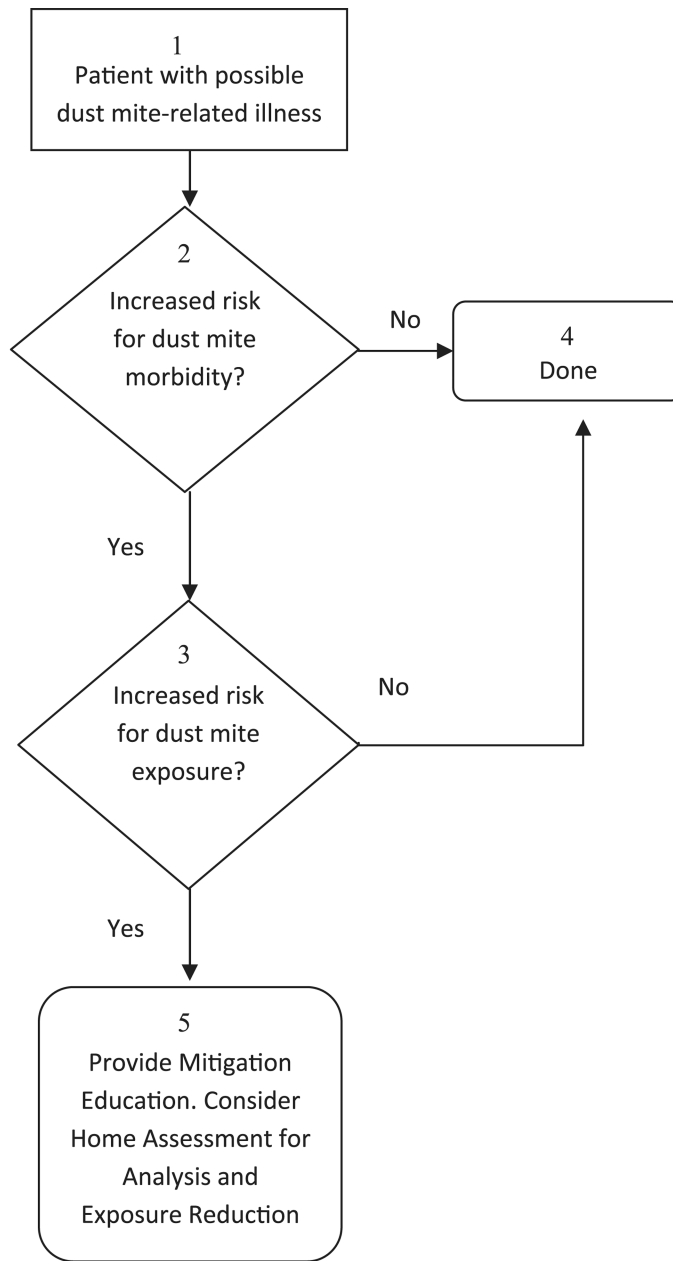 1
Patient with possible
dust mite-related illness
2
Increased risk
for dust mite
morbidity?
No
4
Done
Yes
3
Increased risk
for dust mite
exposure?
No
Yes
5
Provide Mitigation
Education. Consider
Home Assessment for
Analysis and
Exposure Reduction